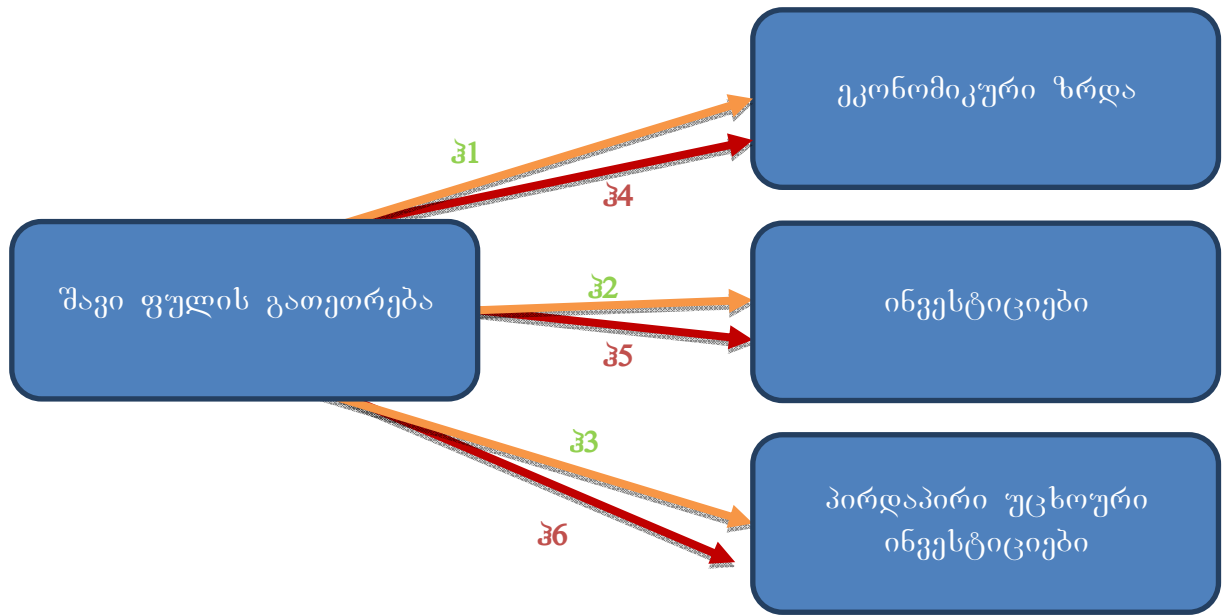 ეკონომიკური ზრდა
ჰ1
ჰ4
შავი ფულის გათეთრება
ჰ2
ინვესტიციები
ჰ5
ჰ3
პირდაპირი უცხოური
ინვესტიციები
ჰ6